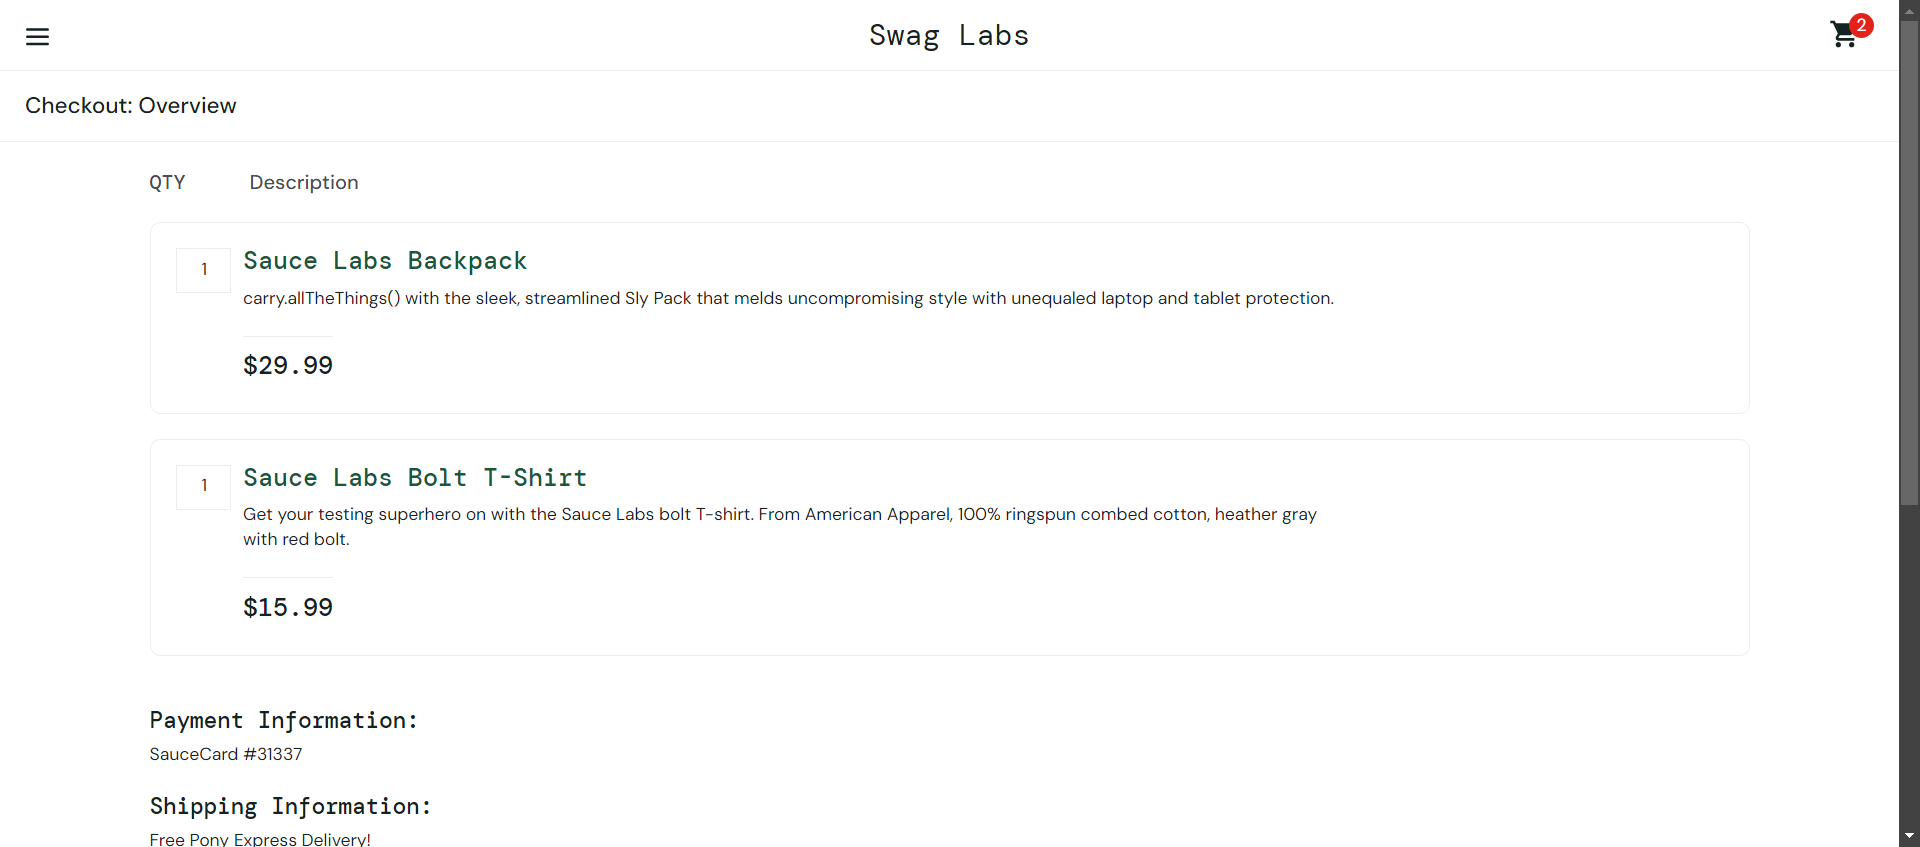 Swag Labs
2
Checkout: Overview
QTY Description
1
Sauce Labs Backpack
carry.allTheThings() with the sleek, streamlined Sly Pack that melds uncompromising style with unequaled laptop and tablet protection.
$29.99
1
Sauce Labs Bolt T-Shirt
Get your testing superhero on with the Sauce Labs bolt T-shirt. From American Apparel, 100% ringspun combed cotton, heather gray
with red bolt.
$15.99
Payment Information:
SauceCard #31337
Shipping Information:
Free Pony Express Delivery!